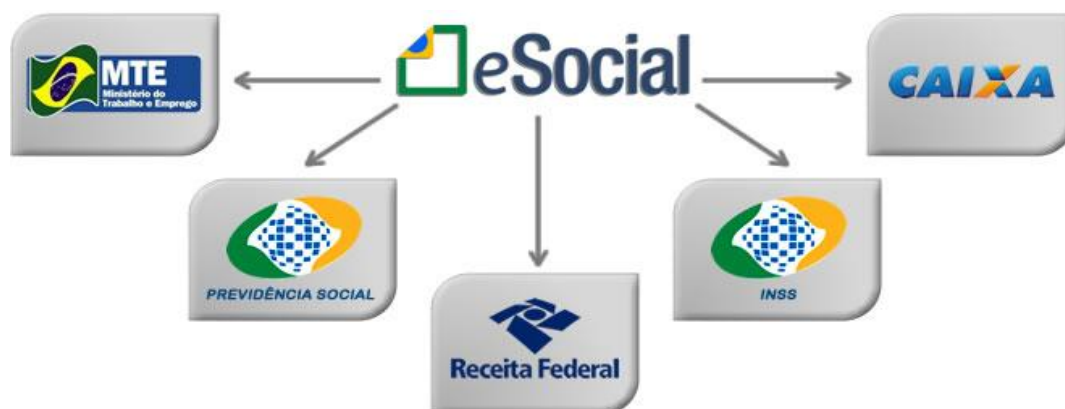 MTE
Ministério do
Trabalho e Emprego
eSocial
CAIXA
PREVIDÊNCIA SOCIAL
INSS
Receita Federal